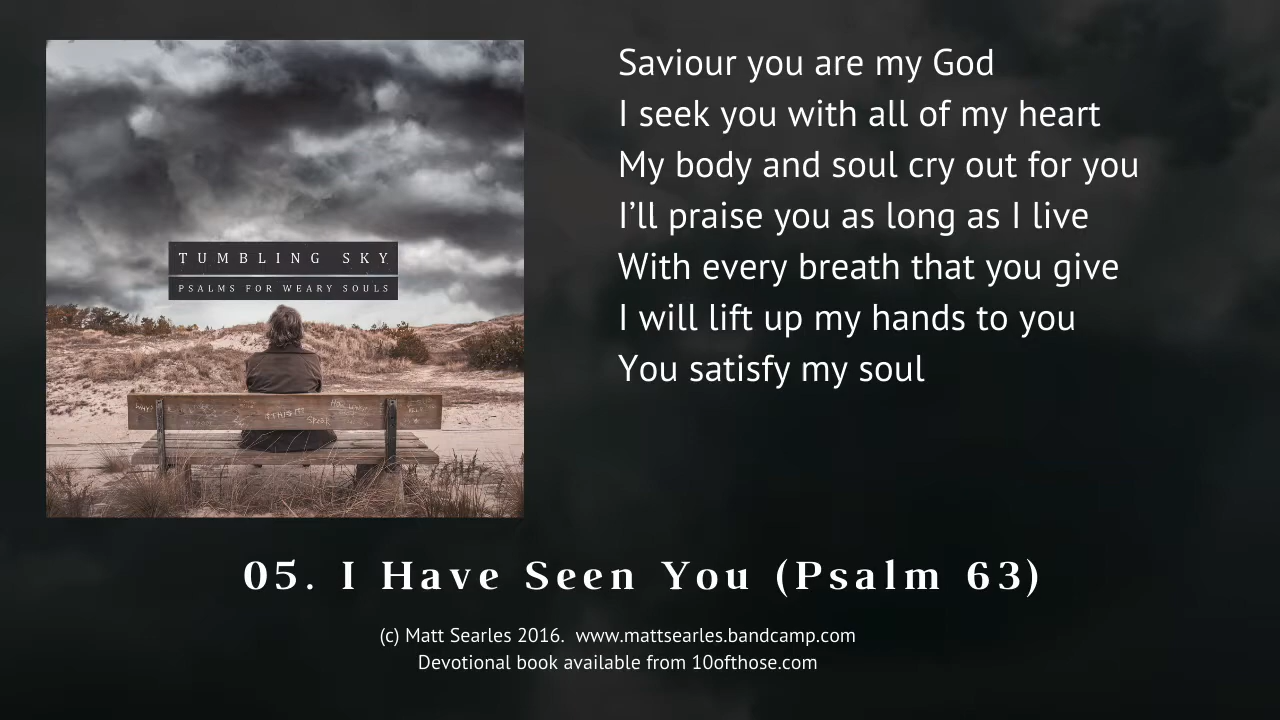 TUMBLING SKY
PSALMS FOR WEARY SOULS
WHY?
Saviour you are my God
I seek you with all of my heart
My body and soul cry out for you
I’ll praise you as long as I live
With every breath that you give
I will lift up my hands to you
You satisfy my soul
05. I Have Seen You (Psalm 63)
(c) Matt Searles 2016. www.mattsearles.bandcamp.com
Devotional book available from 10ofthose.com